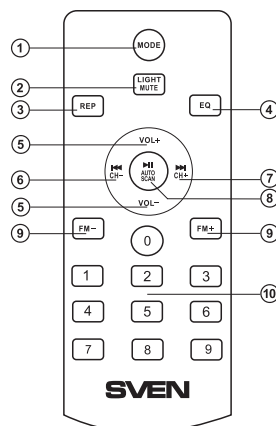 ① MODE
② LIGHT MUTE
③ REP EQ ④
⑤ VOL+
⑥ ⏮ CH− ⏯ AUTO SCAN ⏭ CH+ ⑦
⑧
⑤ VOL−
⑨ FM− FM+ ⑨
0
1 2 3
⑩
4 5 6
7 8 9
SVEN